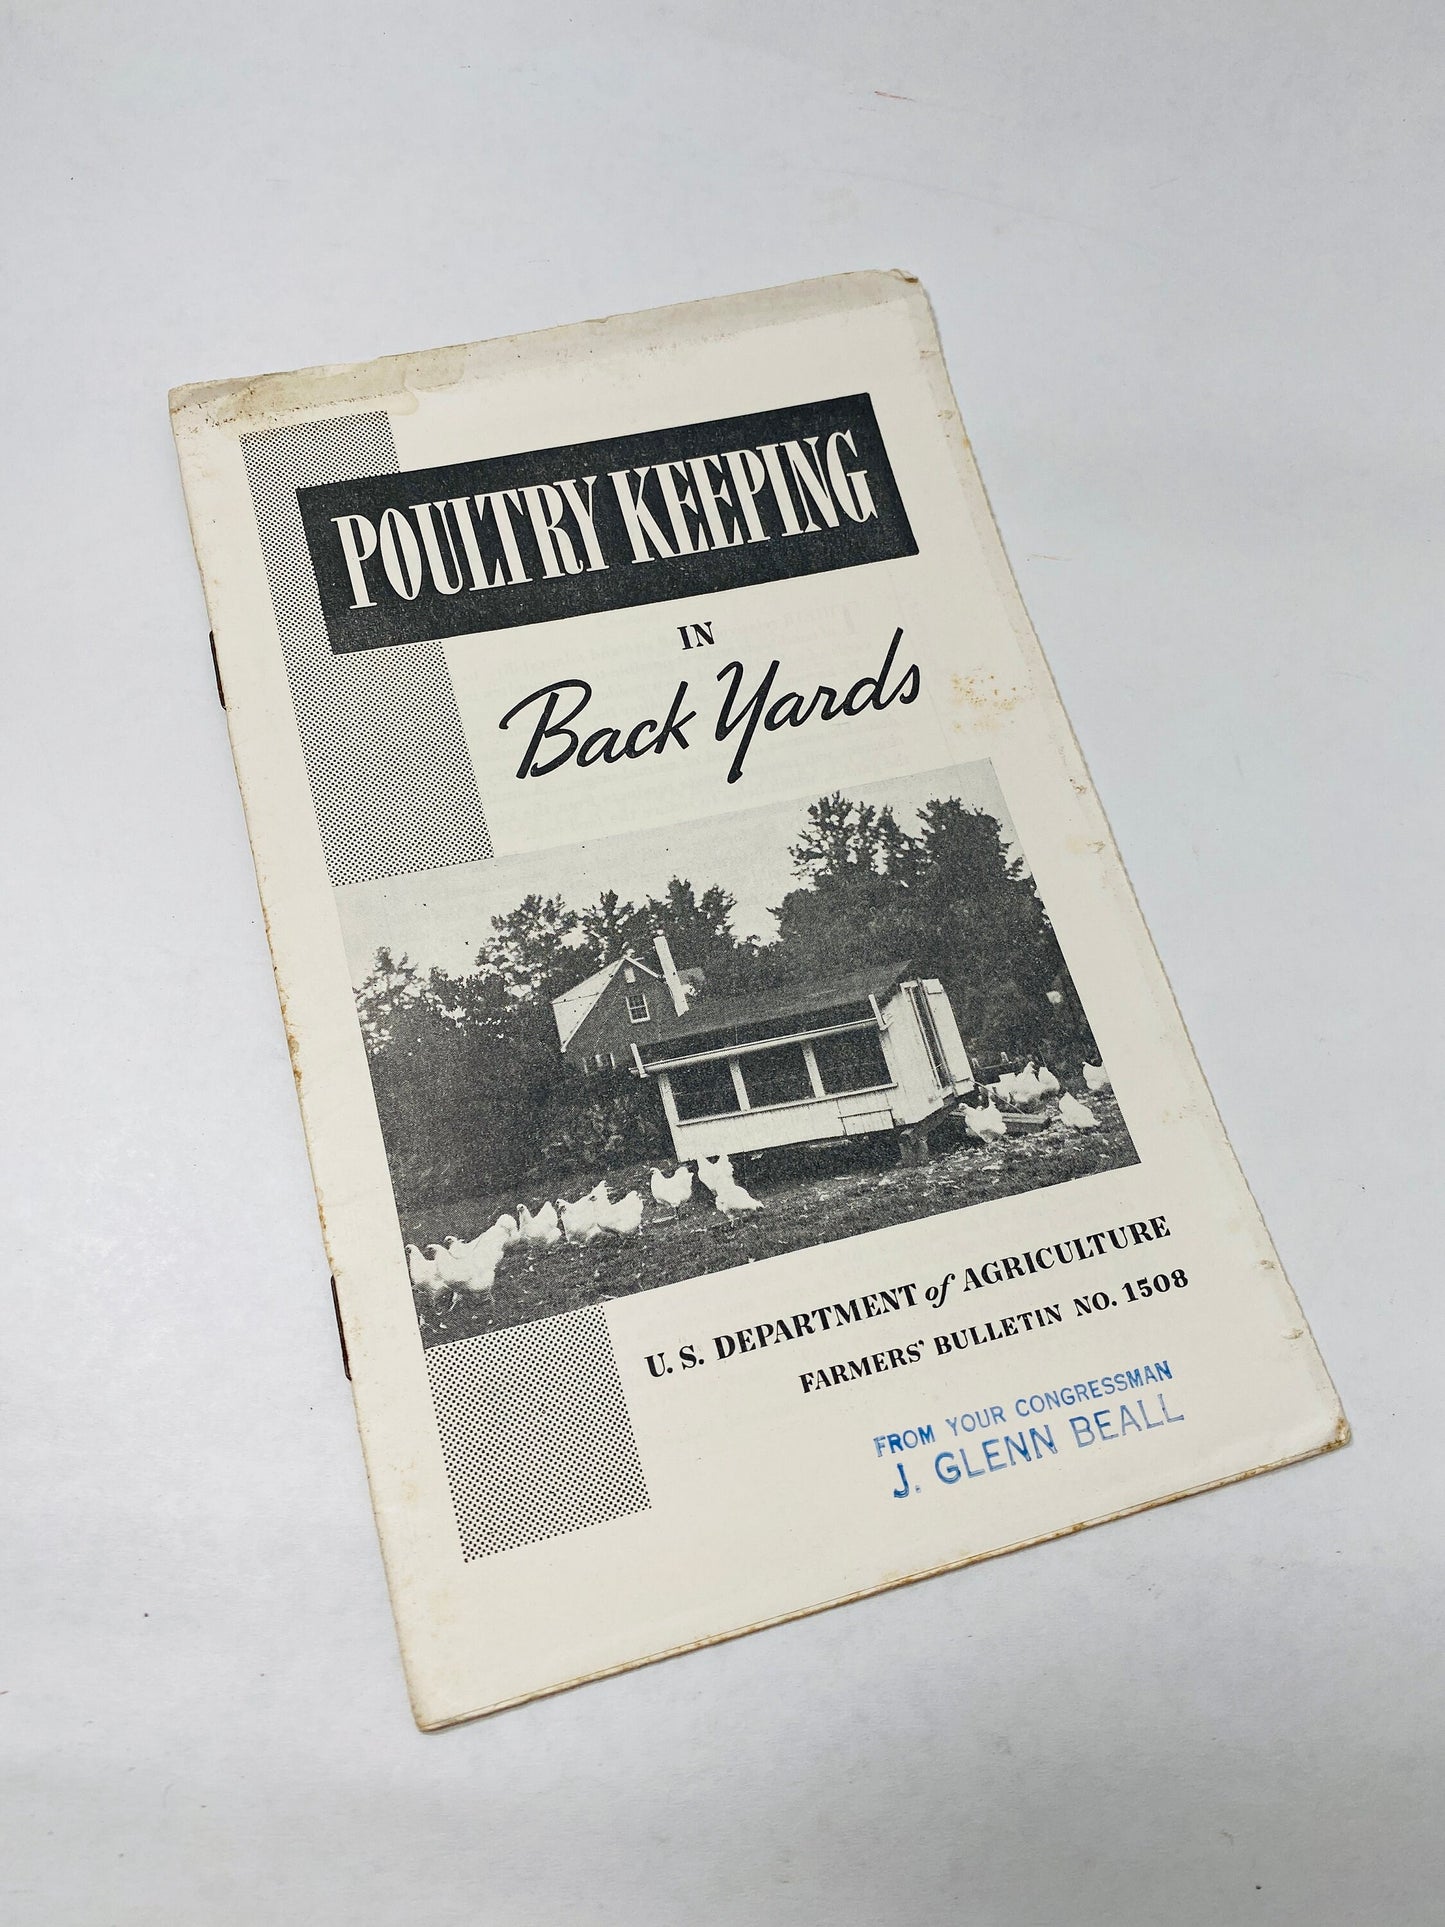 POULTRY KEEPING
IN
Back Yards
U. S. DEPARTMENT of AGRICULTURE
FARMERS' BULLETIN NO. 1508
FROM YOUR CONGRESSMAN
J. GLENN BEALL